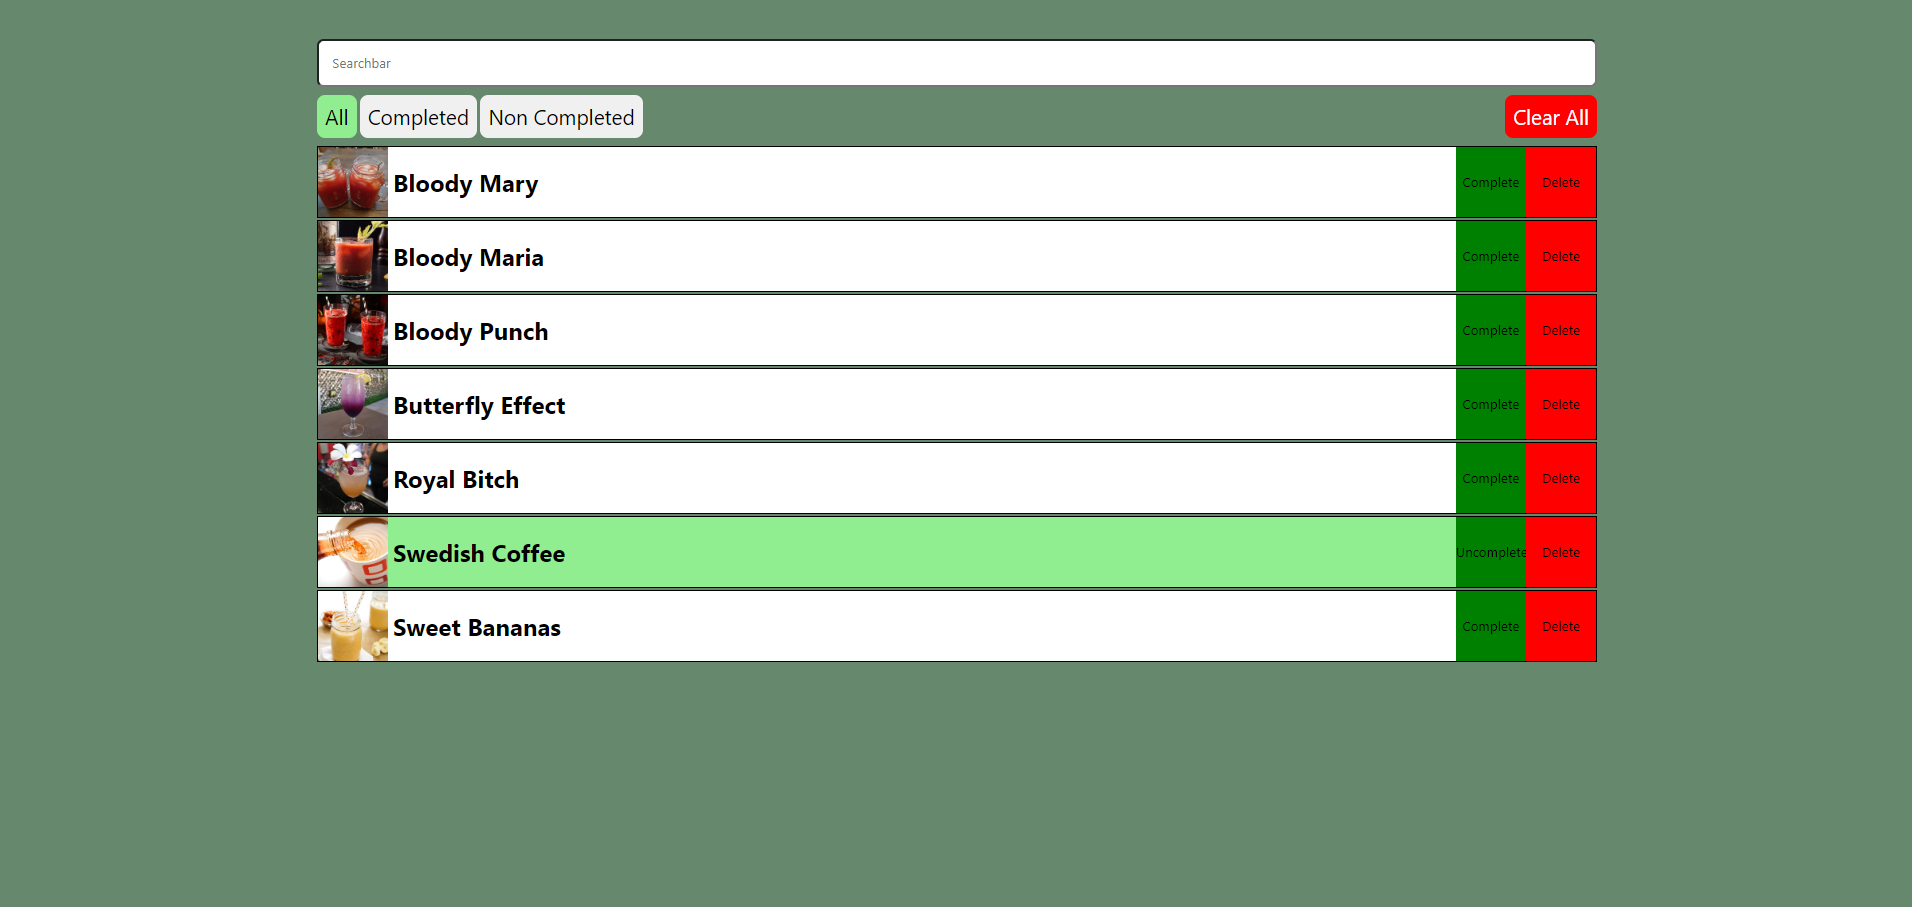 Searchbar
All Completed Non Completed Clear All
Bloody Mary Complete Delete
Bloody Maria Complete Delete
Bloody Punch Complete Delete
Butterfly Effect Complete Delete
Royal Bitch Complete Delete
Swedish Coffee Uncomplete Delete
Sweet Bananas Complete Delete